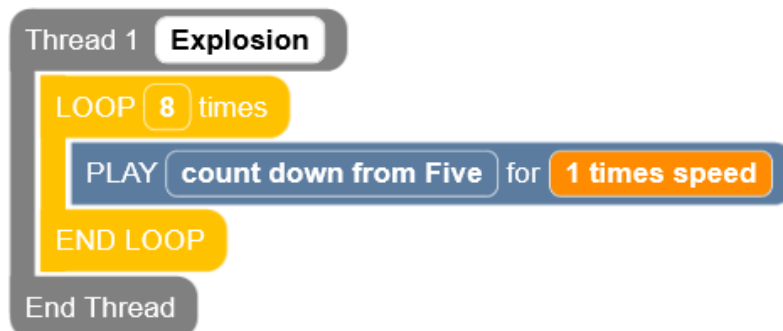 Thread 1 Explosion
LOOP 8 times
PLAY count down from Five for 1 times speed
END LOOP
End Thread